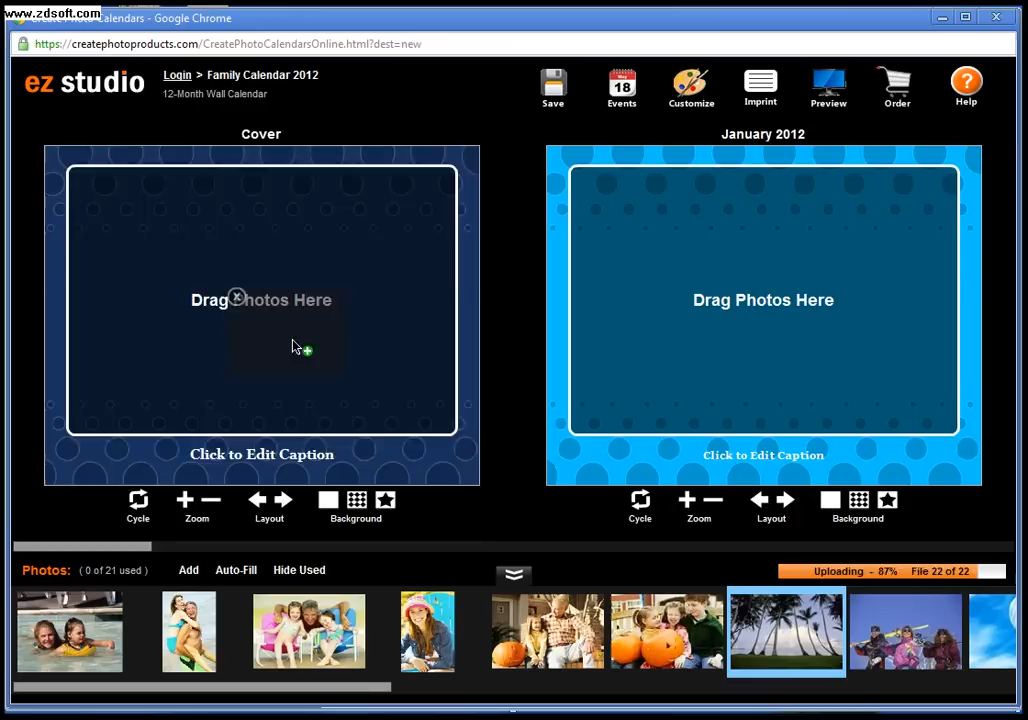 www.zdsoft.com
Calendars - Google Chrome
https://createphotoproducts.com/CreatePhotoCalendarsOnline.html?dest=new
ez studio
Login > Family Calendar 2012
12-Month Wall Calendar
Save
May
18
Events
Customize
Imprint
Preview
Order
?
Help
Cover
January 2012
Drag Photos Here
Drag Photos Here
Click to Edit Caption
Click to Edit Caption
Cycle
Zoom
Layout
Background
Cycle
Zoom
Layout
Background
Photos: ( 0 of 21 used )
Add
Auto-Fill
Hide Used
Uploading - 87% File 22 of 22